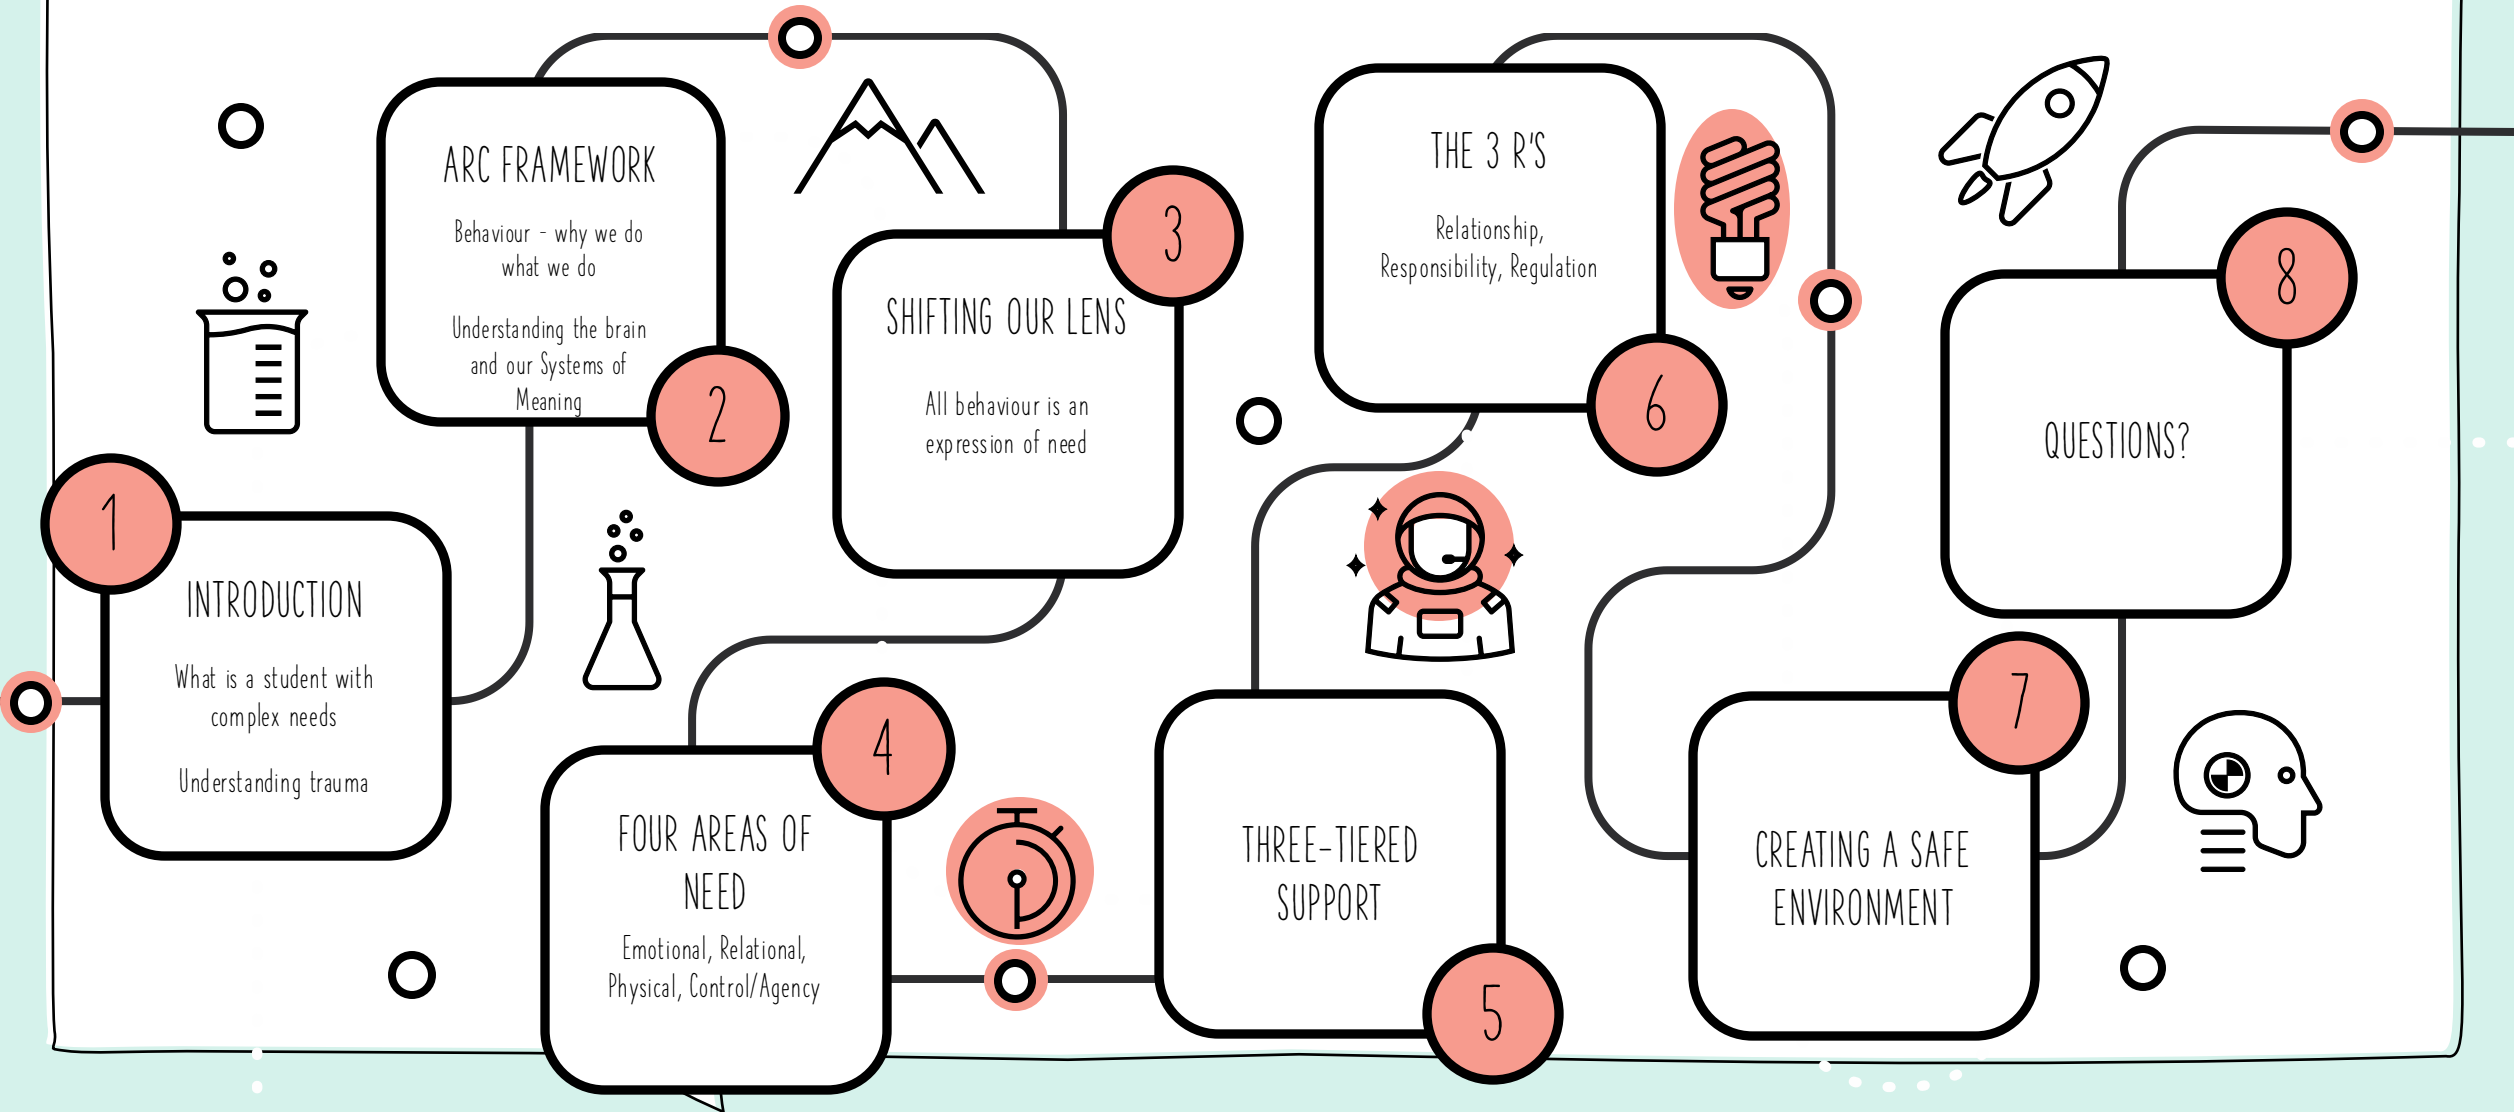 1
INTRODUCTION
What is a student with
complex needs
Understanding trauma
2
ARC FRAMEWORK
Behaviour - why we do
what we do
Understanding the brain
and our Systems of
Meaning
3
SHIFTING OUR LENS
All behaviour is an
expression of need
4
FOUR AREAS OF
NEED
Emotional, Relational,
Physical, Control/Agency
5
THREE-TIERED
SUPPORT
6
THE 3 R'S
Relationship,
Responsibility, Regulation
7
CREATING A SAFE
ENVIRONMENT
8
QUESTIONS?